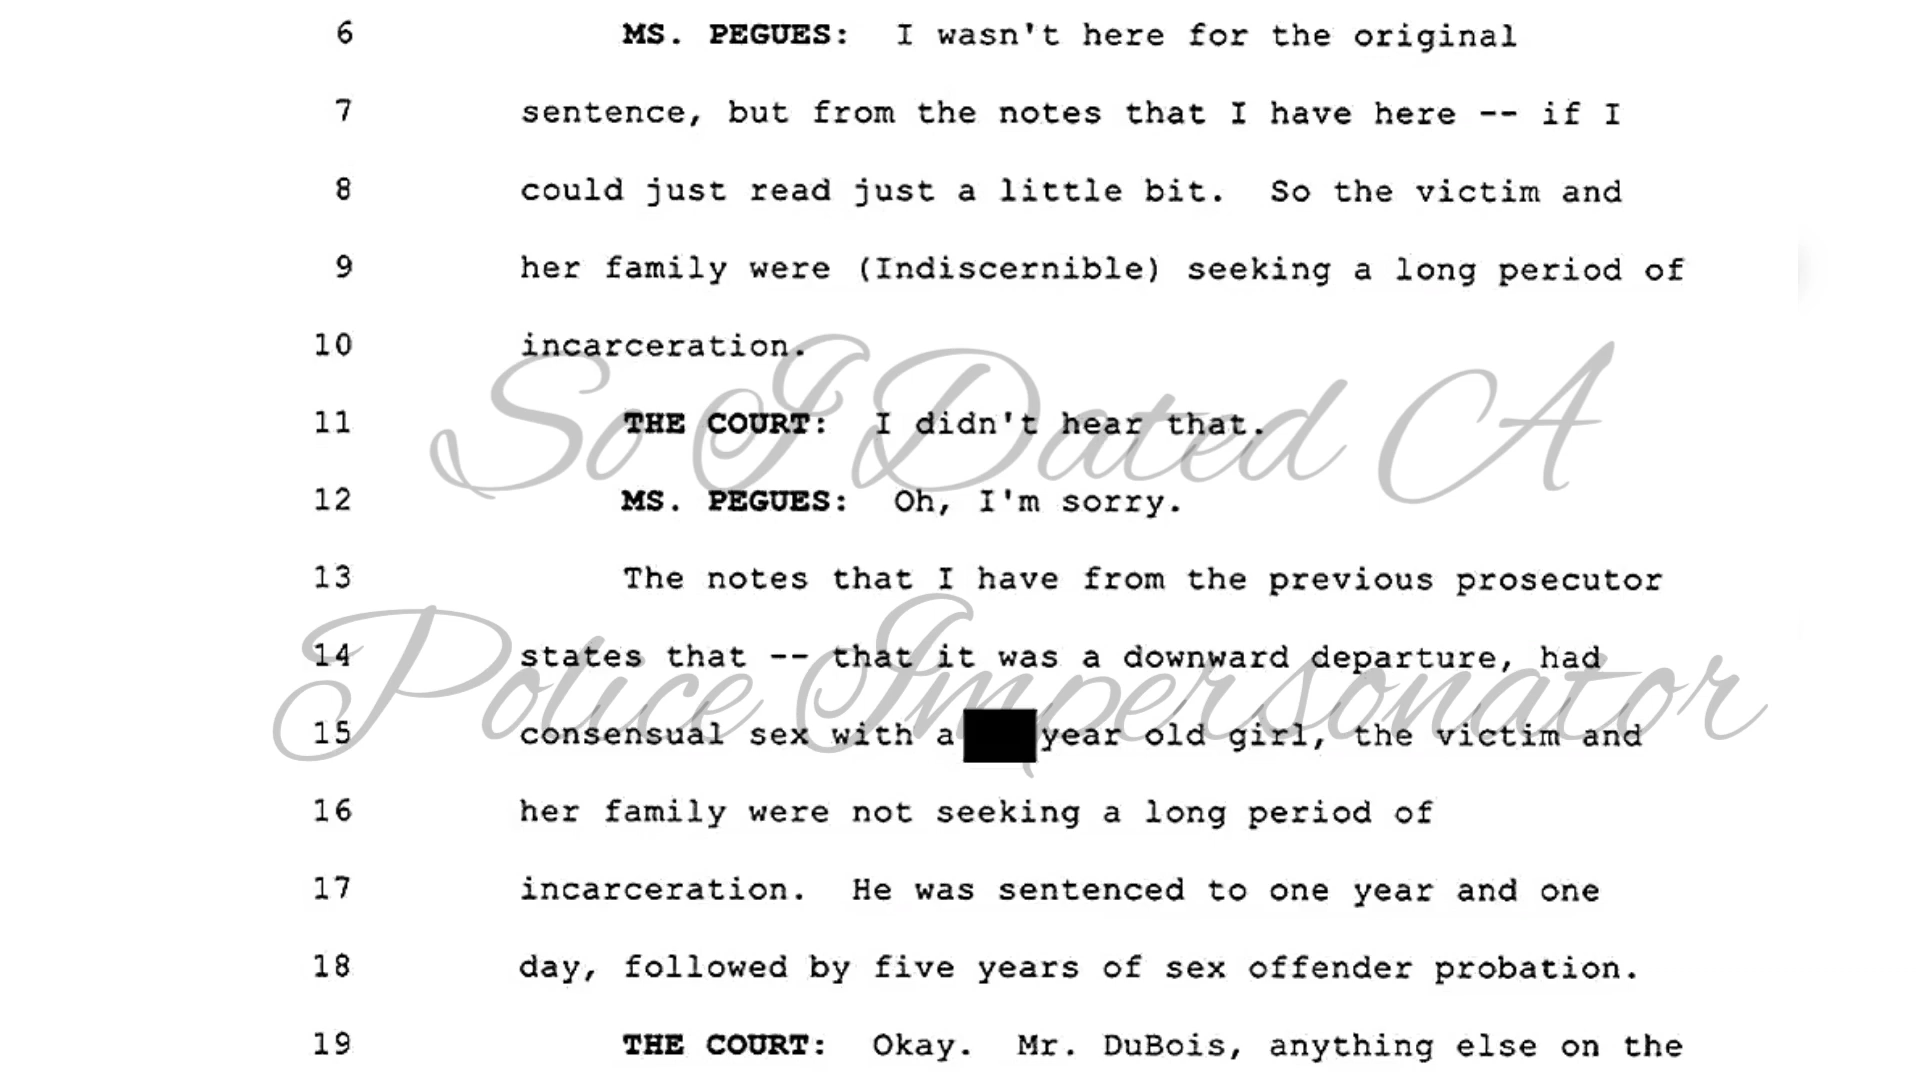 6 MS. PEGUES: I wasn't here for the original
7 sentence, but from the notes that I have here -- if I
8 could just read just a little bit. So the victim and
9 her family were (Indiscernible) seeking a long period of
10 incarceration.
So I Dated A
11 THE COURT: I didn't hear that.
12 MS. PEGUES: Oh, I'm sorry.
13 The notes that I have from the previous prosecutor
14 states that -- that it was a downward departure, had
Police Impersonator
15 consensual sex with a year old girl, the victim and
16 her family were not seeking a long period of
17 incarceration. He was sentenced to one year and one
18 day, followed by five years of sex offender probation.
19 THE COURT: Okay. Mr. DuBois, anything else on the